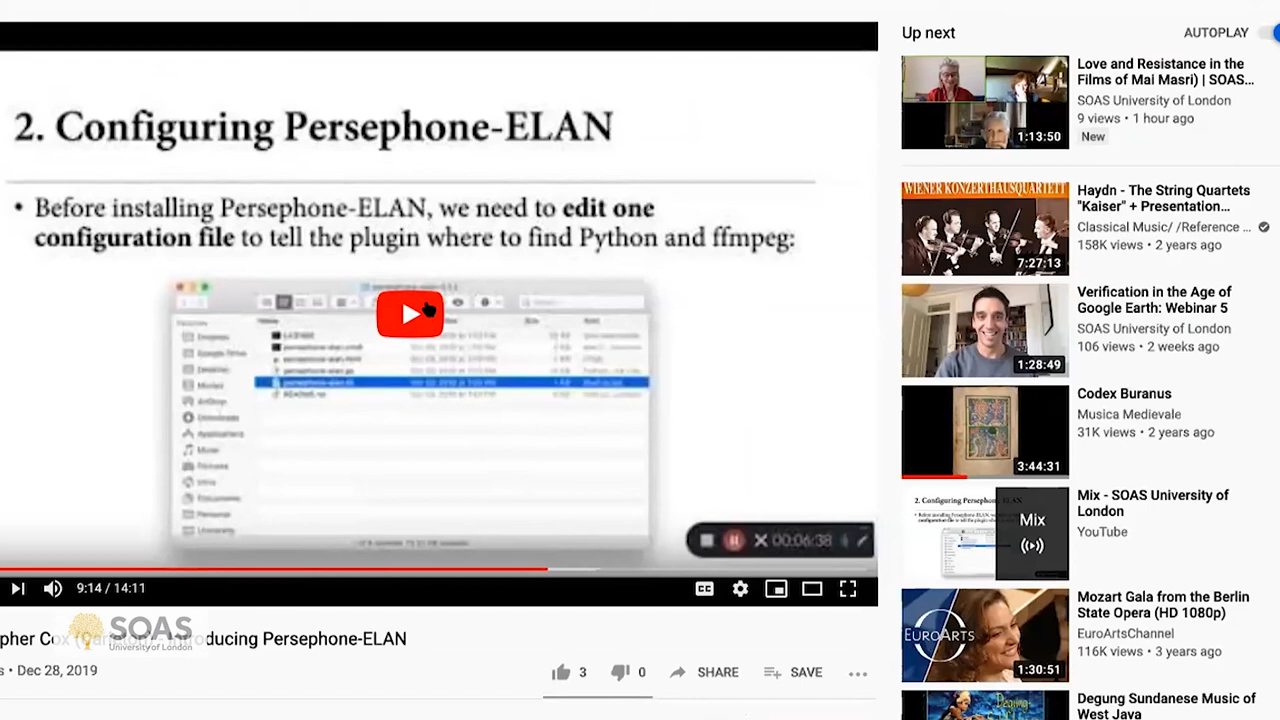 2. Configuring Persephone-ELAN
• Before installing Persephone-ELAN, we need to edit one
configuration file to tell the plugin where to find Python and ffmpeg:
00:06:38
9:14 / 14:11
CC
SOAS
University of London
pher Cox (Carleton): Introducing Persephone-ELAN
s • Dec 28, 2019
3
0
SHARE
SAVE
Up next
AUTOPLAY
Love and Resistance in the
Films of Mai Masri) | SOAS...
SOAS University of London
9 views • 1 hour ago
New
1:13:50
WIENER KONZERTHAUSQUARTETT
7:27:13
Haydn - The String Quartets
"Kaiser" + Presentation...
Classical Music/ /Reference ...
158K views • 2 years ago
1:28:49
Verification in the Age of
Google Earth: Webinar 5
SOAS University of London
106 views • 2 weeks ago
3:44:31
Codex Buranus
Musica Medievale
31K views • 2 years ago
2. Configuring Persephone-ELAN
Mix
Mix - SOAS University of
London
YouTube
EUROARTS
1:30:51
Mozart Gala from the Berlin
State Opera (HD 1080p)
EuroArtsChannel
116K views • 3 years ago
Degung Sundanese Music of
West Java